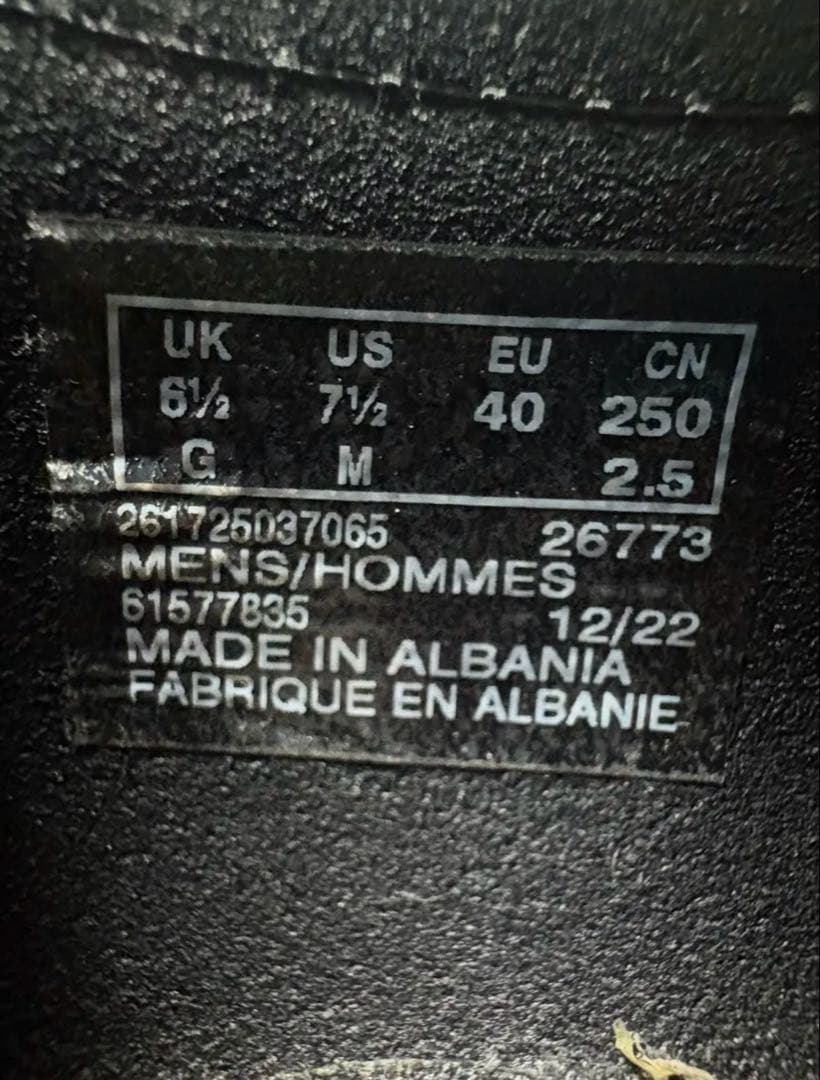 UK US EU CN
6½ 7½ 40 250
G M 2.5
261725037065 26773
MENS/HOMMES
61577835 12/22
MADE IN ALBANIA
FABRIQUE EN ALBANIE